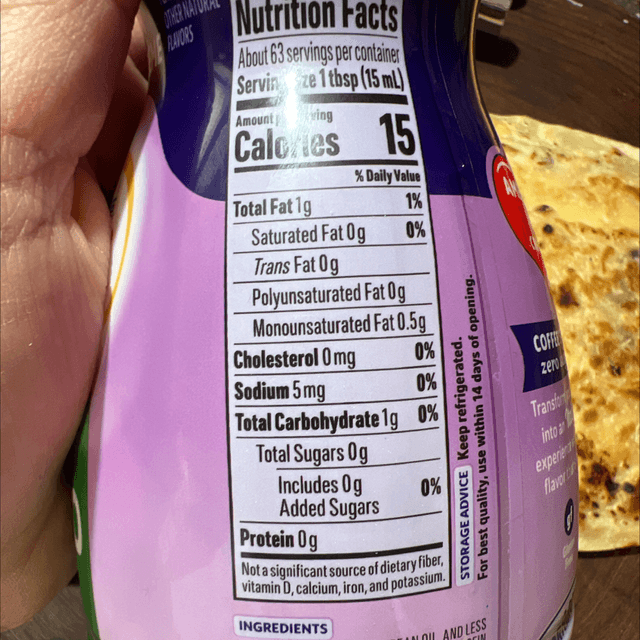 OTHER NATURAL
FLAVORS
Nutrition Facts
About 63 servings per container
1 tbsp (15 mL)
Amount
Calories 15
% Daily Value
Total Fat 1g 1%
Saturated Fat 0g 0%
Trans Fat 0g
Polyunsaturated Fat 0g
Monounsaturated Fat 0.5g
Cholesterol 0mg 0%
Sodium 5mg 0%
Total Carbohydrate 1g 0%
Total Sugars 0g
Includes 0g 0%
Added Sugars
Protein 0g
Not a significant source of dietary fiber,
vitamin D, calcium, iron, and potassium.
INGREDIENTS
OIL, AND LESS
STORAGE ADVICE Keep refrigerated.
For best quality, use within 14 days of opening.
zero
into
flavor